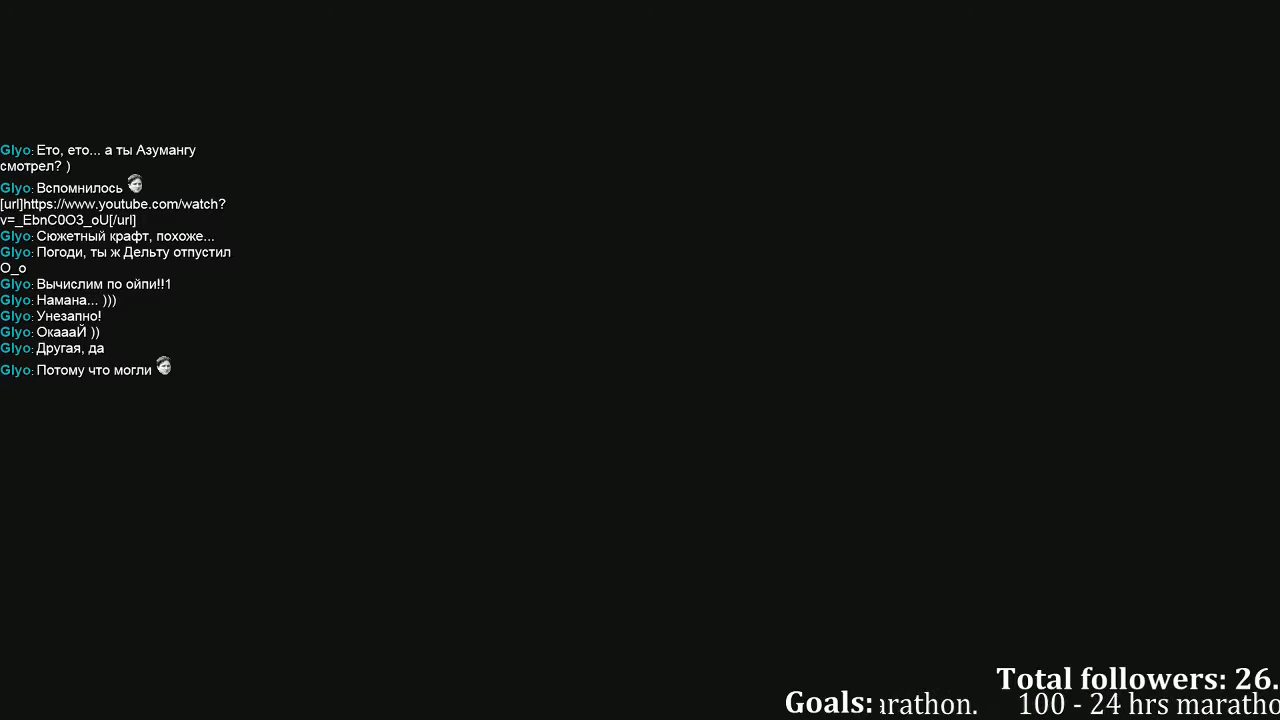 Glyo: Ето, ето... а ты Азумангу
смотрел? )
Glyo: Вспомнилось
[url]https://www.youtube.com/watch?
v=_EbnC0O3_oU[/url]
Glyo: Сюжетный крафт, похоже...
Glyo: Погоди, ты ж Дельту отпустил
О_о
Glyo: Вычислим по ойпи!!1
Glyo: Намана... )))
Glyo: Унезапно!
Glyo: ОкаааЙ ))
Glyo: Другая, да
Glyo: Потому что могли
Total followers: 26.
Goals: arathon. 100 - 24 hrs maratho